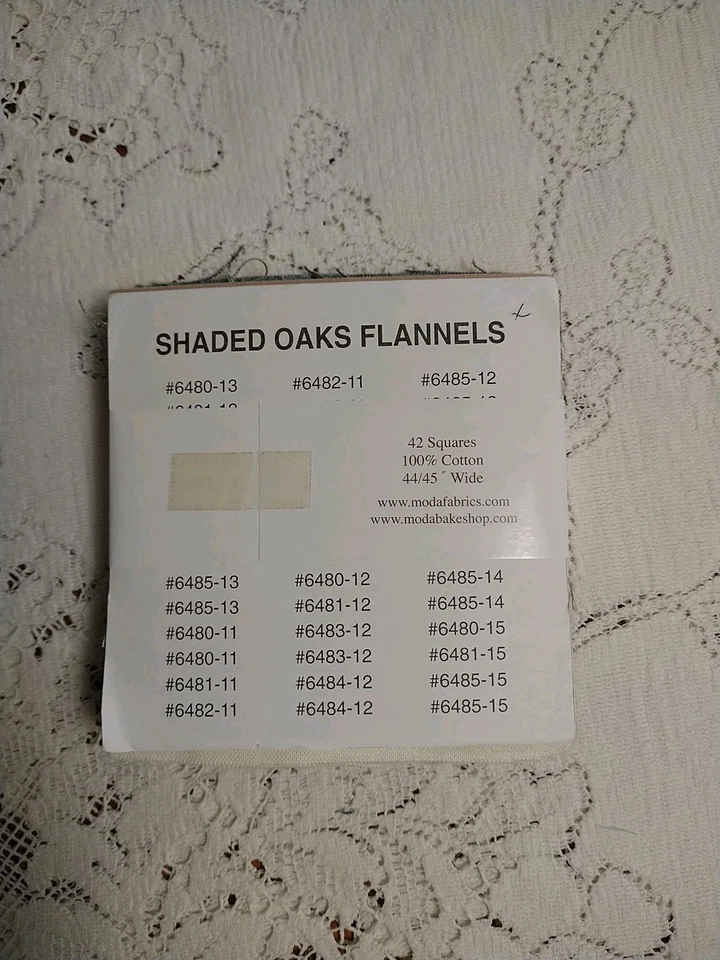 SHADED OAKS FLANNELS
#6480-13 #6482-11 #6485-12
42 Squares
100% Cotton
44/45 ˝ Wide
www.modafabrics.com
www.modabakeshop.com
#6485-13 #6480-12 #6485-14
#6485-13 #6481-12 #6485-14
#6480-11 #6483-12 #6480-15
#6480-11 #6483-12 #6481-15
#6481-11 #6484-12 #6485-15
#6482-11 #6484-12 #6485-15